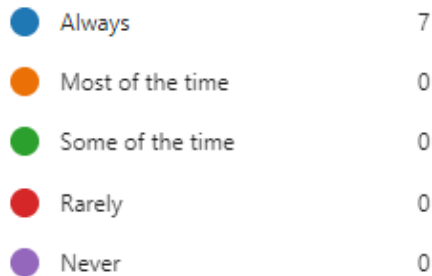 Always 7
Most of the time 0
Some of the time 0
Rarely 0
Never 0